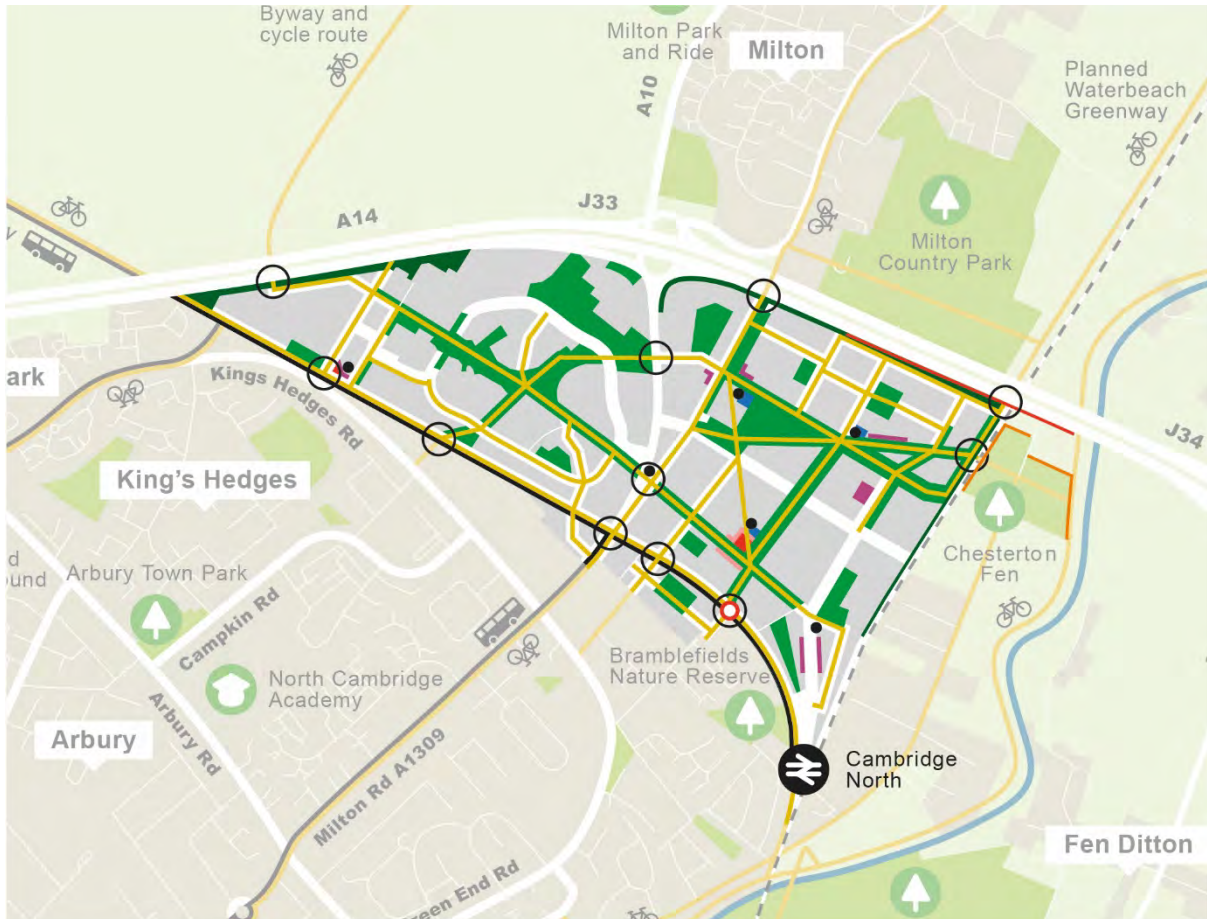 Byway and
cycle route
Milton Park
and Ride
Milton
Planned
Waterbeach
Greenway
A10
J33
A14
Milton
Country Park
J34
ark
Kings Hedges Rd
King's Hedges
Chesterton
Fen
Arbury Town Park
Campkin Rd
Bramblefields
Nature Reserve
North Cambridge
Academy
Arbury
Arbury Rd
Milton Rd A1309
Cambridge
North
Fen Ditton
reen End Rd